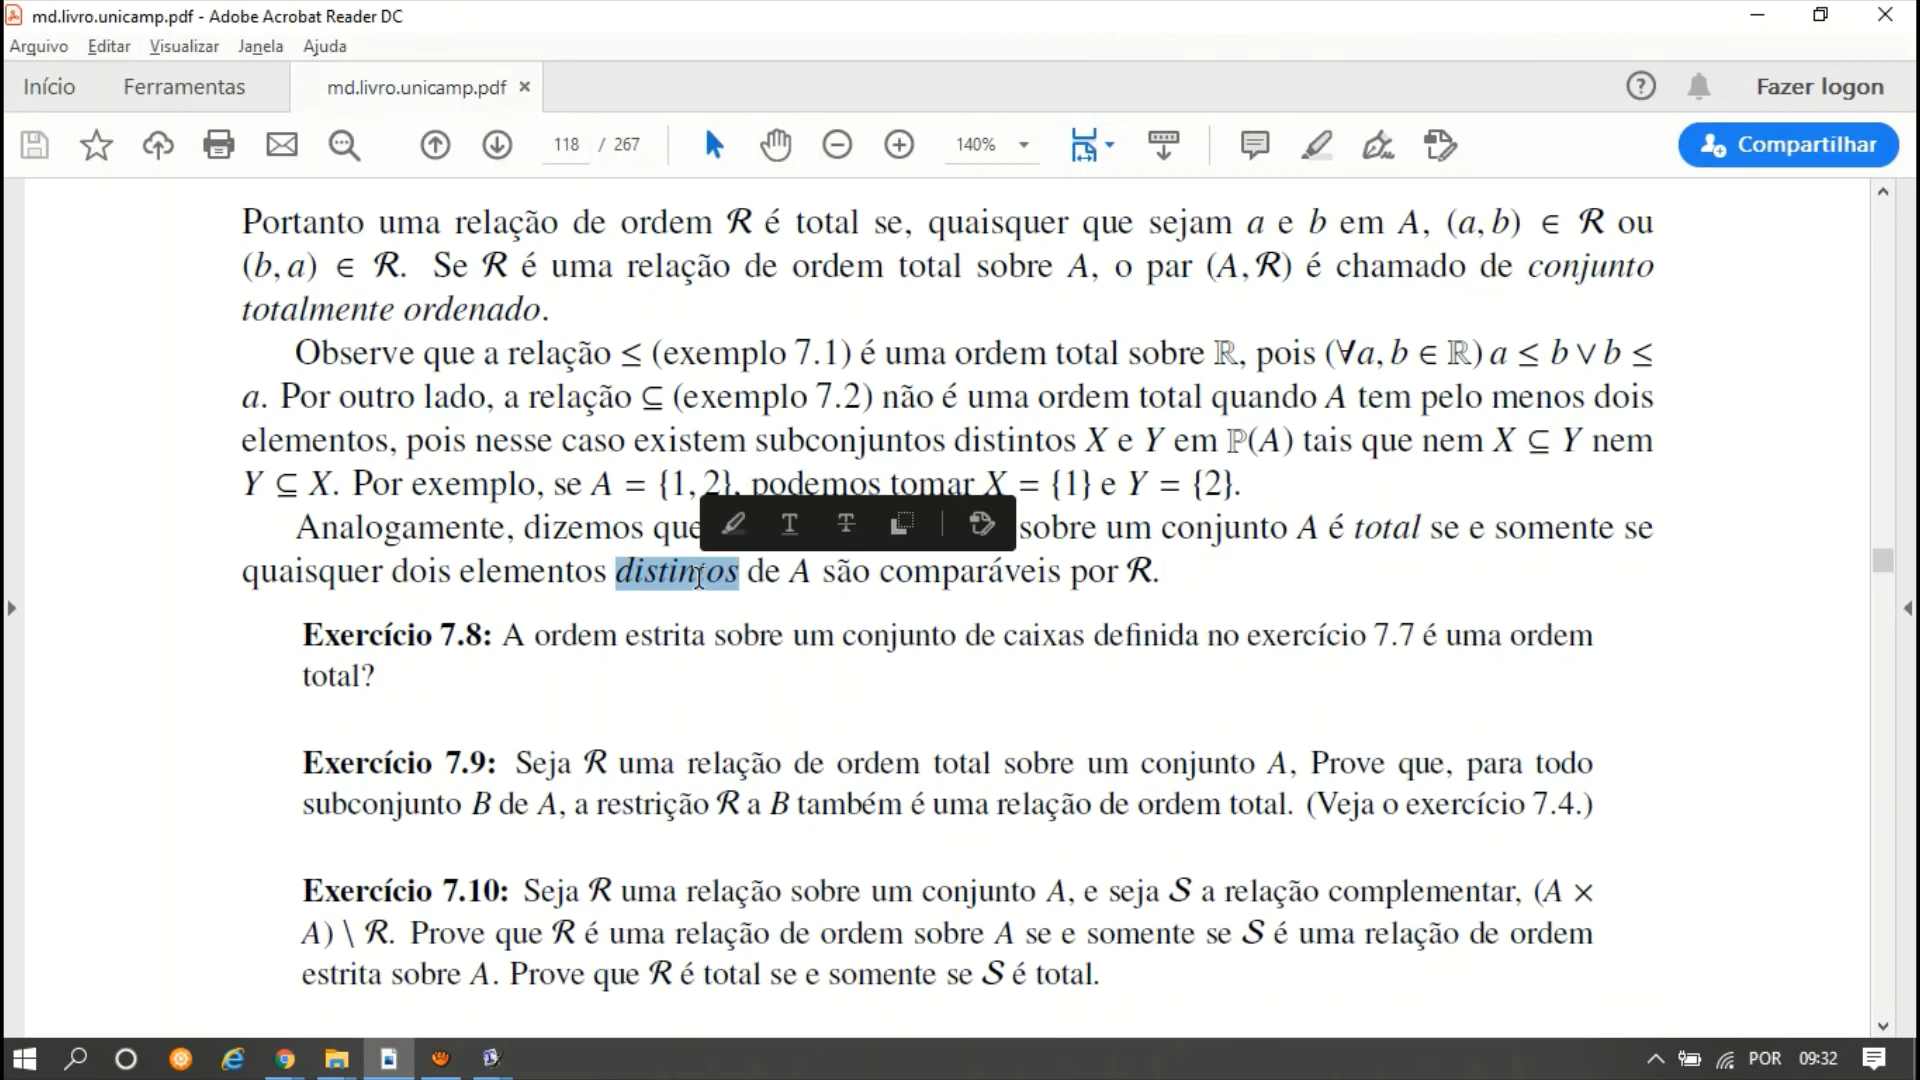 md.livro.unicamp.pdf - Adobe Acrobat Reader DC
Arquivo Editar Visualizar Janela Ajuda
Início Ferramentas md.livro.unicamp.pdf × Fazer logon
118 / 267 140% Compartilhar
Portanto uma relação de ordem ℛ é total se, quaisquer que sejam a e b em A, (a, b) ∈ ℛ ou
(b, a) ∈ ℛ. Se ℛ é uma relação de ordem total sobre A, o par (A, ℛ) é chamado de conjunto
totalmente ordenado.
Observe que a relação ≤ (exemplo 7.1) é uma ordem total sobre ℝ, pois (∀a, b ∈ ℝ) a ≤ b ∨ b ≤
a. Por outro lado, a relação ⊆ (exemplo 7.2) não é uma ordem total quando A tem pelo menos dois
elementos, pois nesse caso existem subconjuntos distintos X e Y em ℙ(A) tais que nem X ⊆ Y nem
Y ⊆ X. Por exemplo, se A = {1, 2}, podemos tomar X = {1} e Y = {2}.
Analogamente, dizemos que sobre um conjunto A é total se e somente se
quaisquer dois elementos distintos de A são comparáveis por ℛ.
Exercício 7.8: A ordem estrita sobre um conjunto de caixas definida no exercício 7.7 é uma ordem
total?
Exercício 7.9: Seja ℛ uma relação de ordem total sobre um conjunto A, Prove que, para todo
subconjunto B de A, a restrição ℛ a B também é uma relação de ordem total. (Veja o exercício 7.4.)
Exercício 7.10: Seja ℛ uma relação sobre um conjunto A, e seja 𝒮 a relação complementar, (A ×
A) \ ℛ. Prove que ℛ é uma relação de ordem sobre A se e somente se 𝒮 é uma relação de ordem
estrita sobre A. Prove que ℛ é total se e somente se 𝒮 é total.
POR 09:32